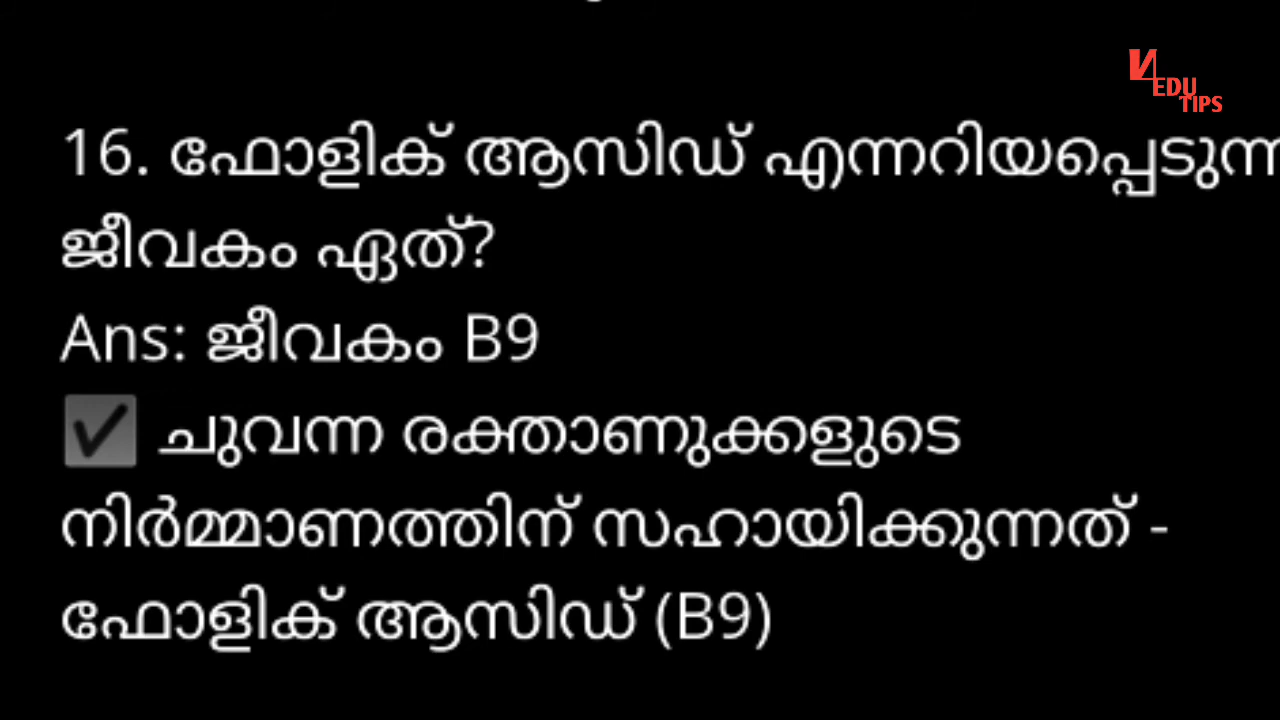 И
EDU
TIPS
16. ഫോളിക് ആസിഡ് എന്നറിയപ്പെടുന്ന
ജീവകം ഏത്?
Ans: ജീവകം B9
☑ ചുവന്ന രക്താണുക്കളുടെ
നിർമ്മാണത്തിന് സഹായിക്കുന്നത് -
ഫോളിക് ആസിഡ് (B9)